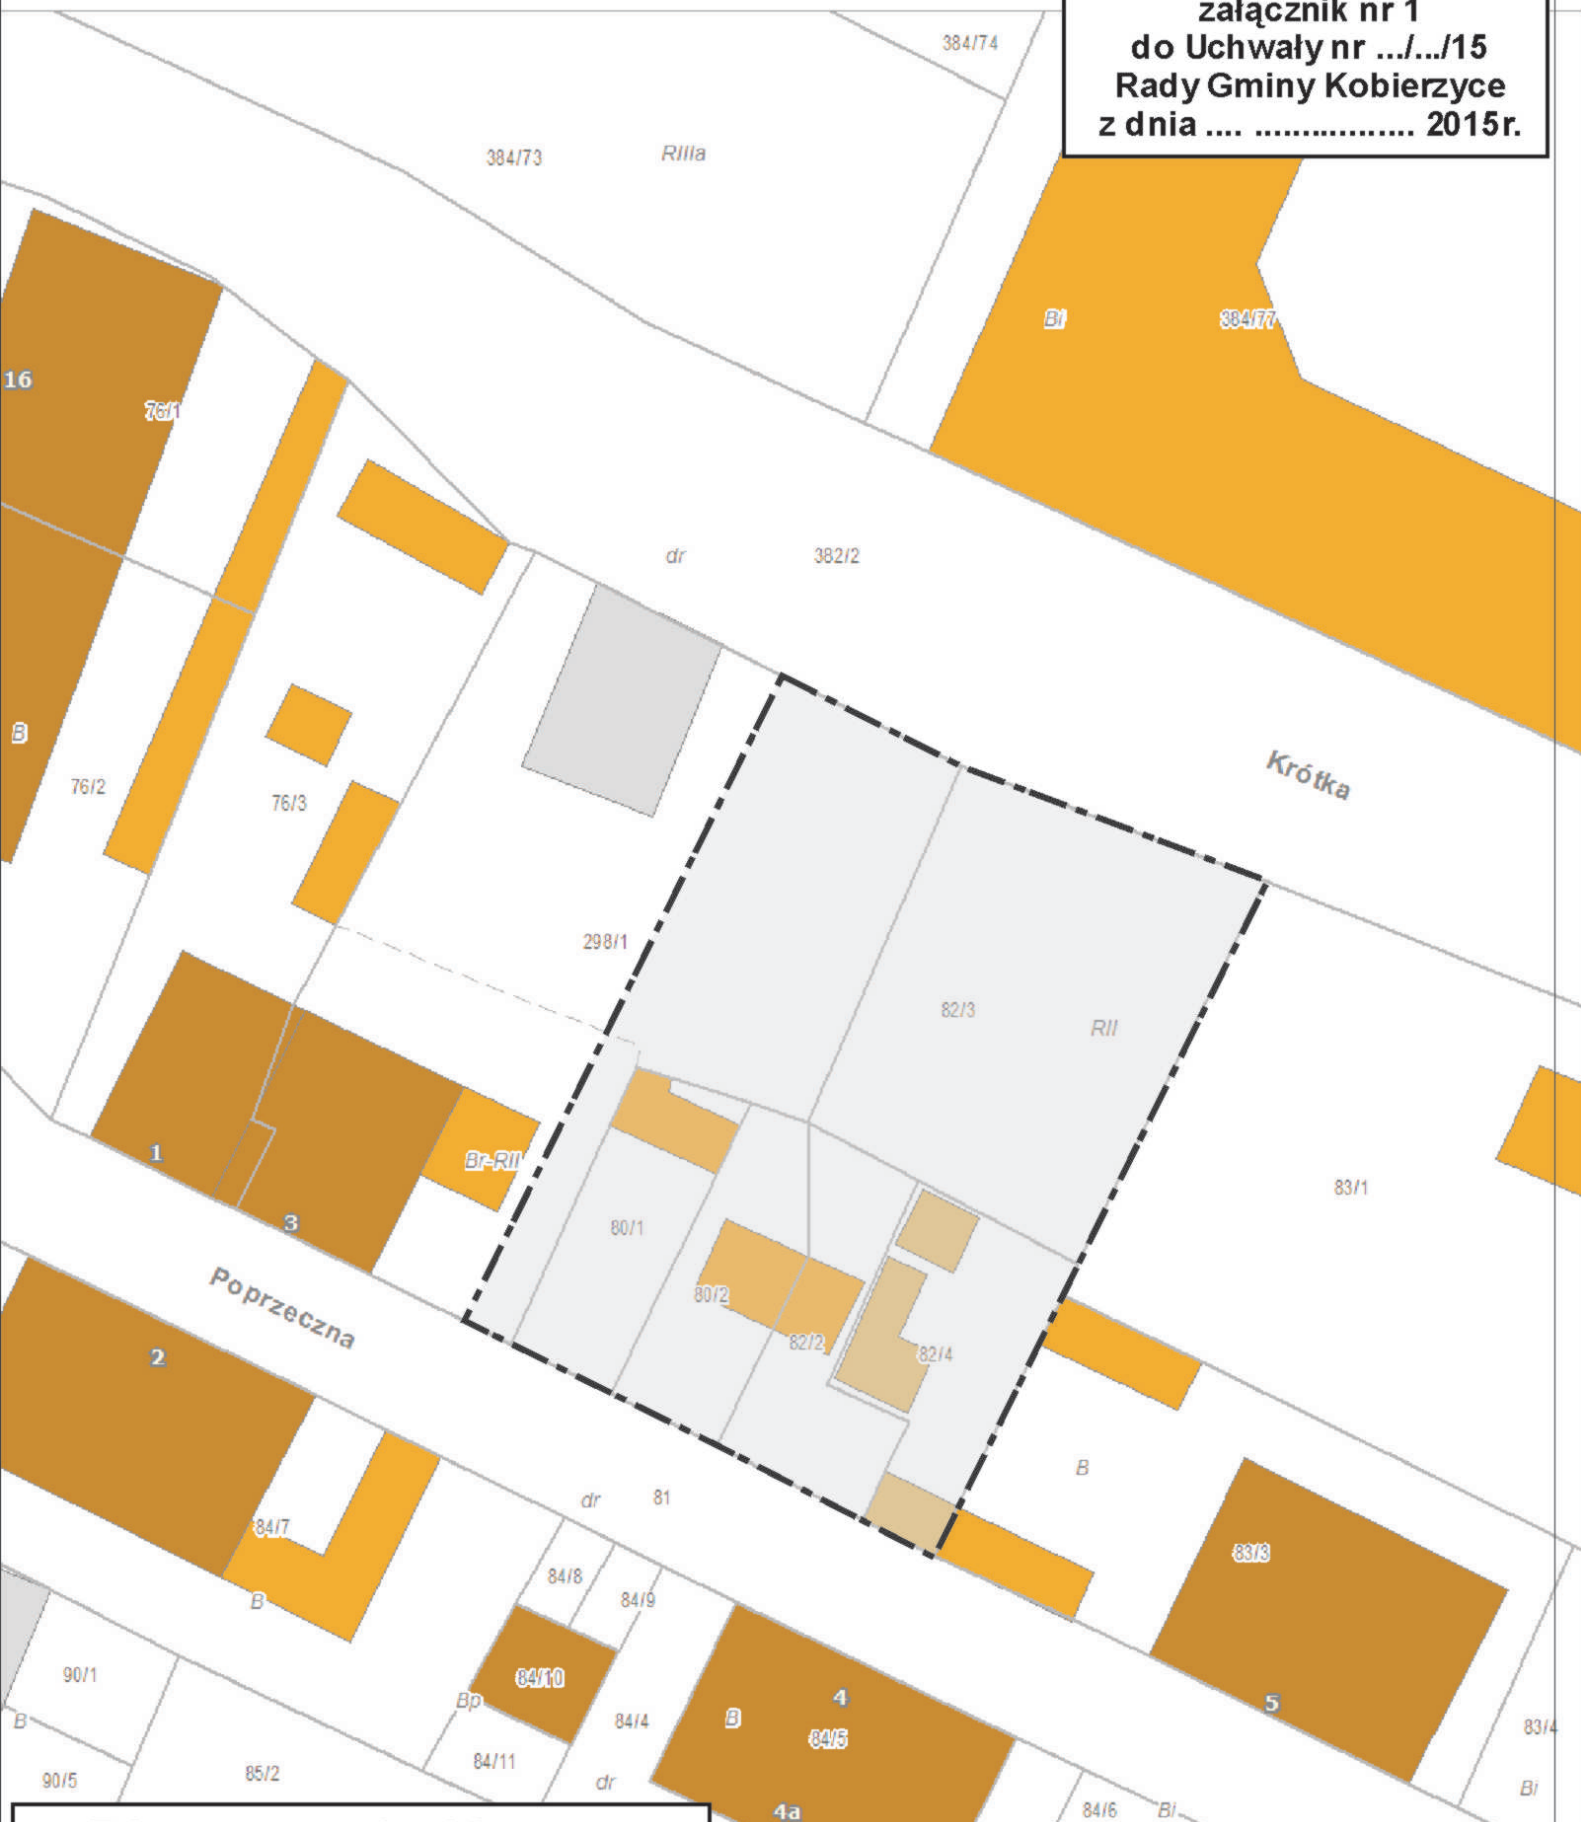 załącznik nr 1
do Uchwały nr .../.../15
Rady Gminy Kobierzyce
z dnia .... ................. 2015r.
384/74
384/73
RIIIa
Bi
384/77
16
76/1
dr
382/2
B
76/2
76/3
Krótka
298/1
82/3
RII
1
Br-RII
83/1
3
80/1
Poprzeczna
80/2
82/2
82/4
2
B
dr
81
84/7
83/3
84/8
84/9
B
90/1
84/10
Bp
4
5
B
84/4
B
84/5
83/4
84/11
90/5
85/2
dr
Bi
4a
84/6
Bi